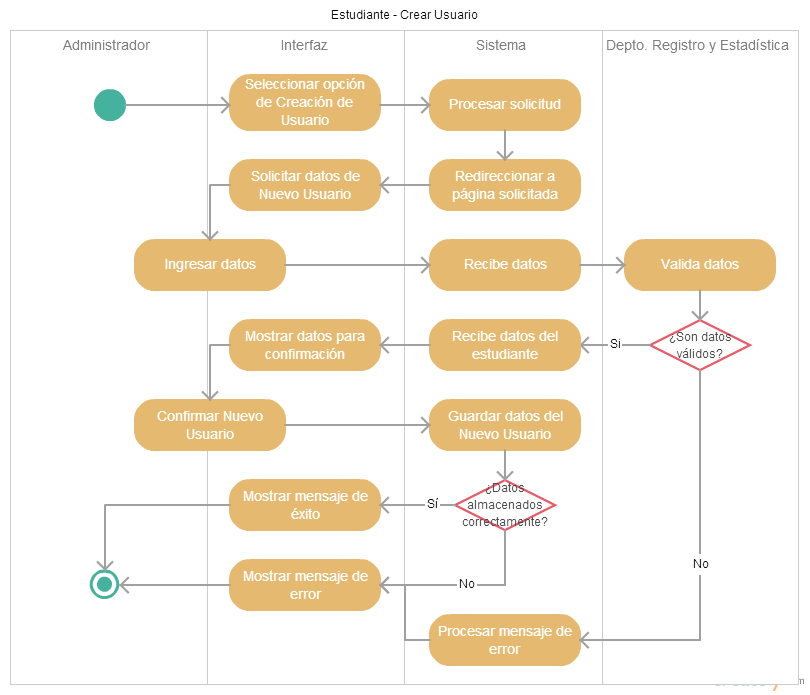 Estudiante - Crear Usuario
Administrador
Interfaz
Sistema
Depto. Registro y Estadística
Seleccionar opción
de Creación de
Usuario
Procesar solicitud
Solicitar datos de
Nuevo Usuario
Redireccionar a
página solicitada
Ingresar datos
Recibe datos
Valida datos
¿Son datos
válidos?
Si
Recibe datos del
estudiante
Mostrar datos para
confirmación
Confirmar Nuevo
Usuario
Guardar datos del
Nuevo Usuario
¿Datos
almacenados
correctamente?
Sí
Mostrar mensaje de
éxito
No
Mostrar mensaje de
error
No
Procesar mensaje de
error